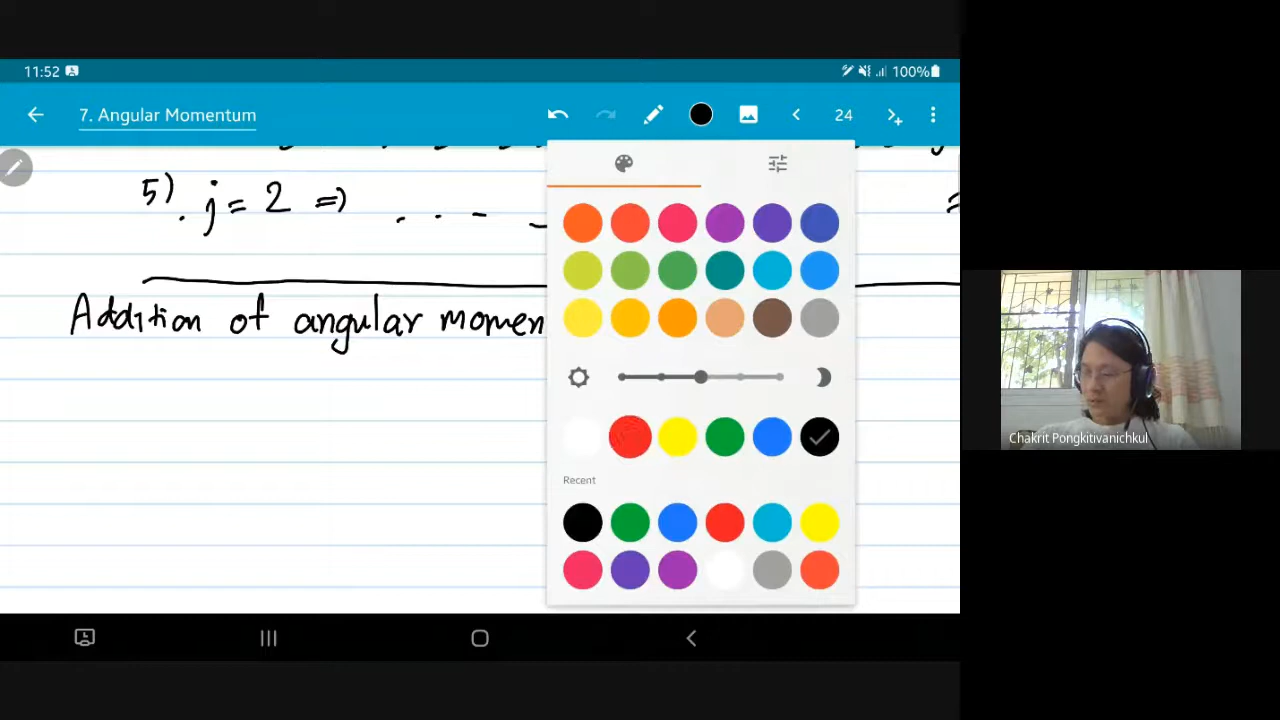 11:52 100%
7. Angular Momentum 24
5) . j = 2 ⇒ . . - -
Addition of angular momen
Recent
Chakrit Pongkitivanichkul